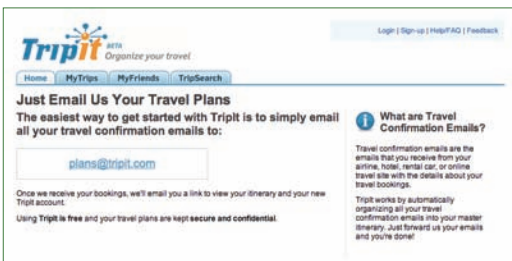 Login | Sign-up | Help/FAQ | Feedback
TripIt BETA
Organize your travel
Home MyTrips MyFriends TripSearch
Just Email Us Your Travel Plans
The easiest way to get started with TripIt is to simply email
all your travel confirmation emails to:
plans@tripit.com
Once we receive your bookings, we'll email you a link to view your itinerary and your new
TripIt account.
Using TripIt is free and your travel plans are kept secure and confidential.
What are Travel
Confirmation Emails?
Travel confirmation emails are the
emails that you receive from your
airline, hotel, rental car, or online
travel site with the details about your
travel bookings.
TripIt works by automatically
organizing all your travel
confirmation emails into your master
itinerary. Just forward us your emails
and you're done!